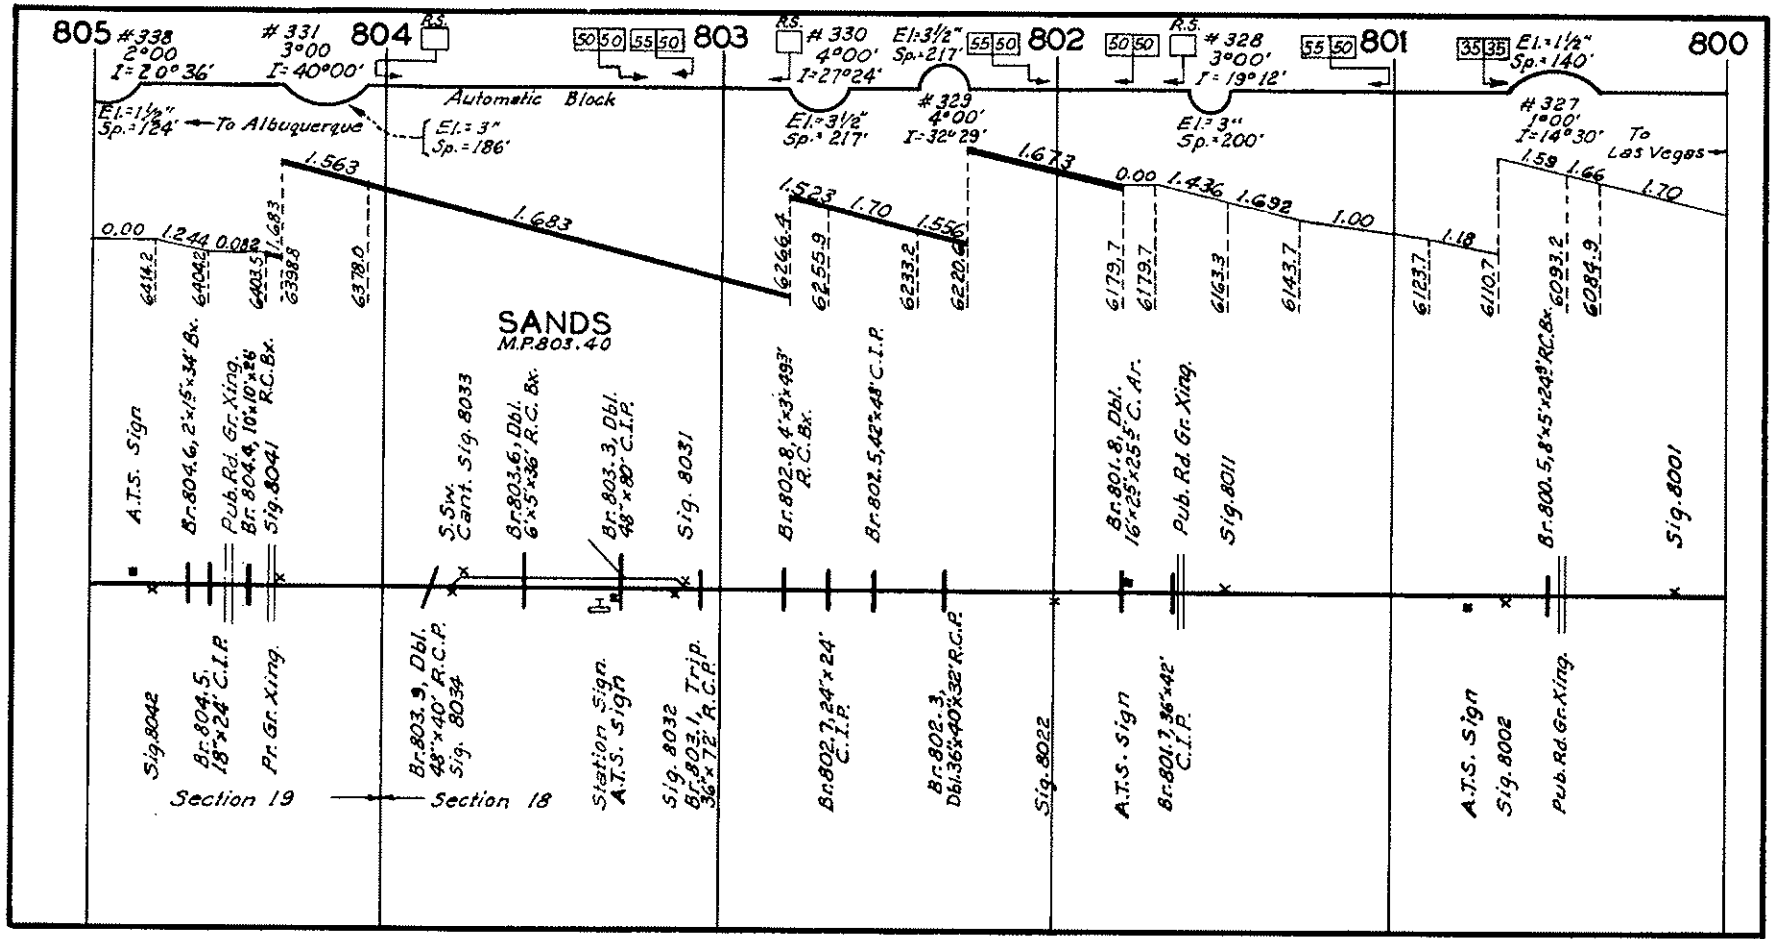 805
#338
2°00
I=20°36'
El.=1½"
Sp.=124'
To Albuquerque
#331
3°00
I=40°00'
804
R.S.
Automatic Block
El.=3"
Sp.=186'
50 50
55 50
803
R.S.
#330
4°00'
I=27°24'
El.=3½"
Sp.=217'
El=3½"
Sp.=217'
#329
4°00'
I=32°29'
55 50
802
50 50
R.S.
#328
3°00'
I=19°12'
El.=3"
Sp.=200'
55 50
801
35 35
El.=1½"
Sp.=140'
#327
1°00'
I=14°30'
To
Las Vegas
800
0.00
1.244
0.082
1.683
1.563
1.683
1.523
1.70
1.556
1.673
0.00
1.436
1.692
1.00
1.18
1.59
1.66
1.70
6414.2
6404.2
6403.5
6398.8
6378.0
6266.4
6255.9
6233.2
6220.6
6179.7
6179.7
6163.3
6143.7
6123.7
6110.7
6093.2
6084.9
SANDS
M.P.803.40
A.T.S. Sign
Br.804.6, 2'x1⁵'x34' Bx.
Pub. Rd. Gr. Xing.
Br. 804.4, 10'x10'x26'
R.C. Bx.
Sig. 8041
S. Sw.
Cant. Sig. 8033
Br.803.6, Dbl.
6'x5'x36' R.C. Bx.
Br.803.3, Dbl.
48"x80' C.I.P.
Sig. 8031
Br.802.8, 4'x3'x49³'
R.C. Bx.
Br.802.5, 42"x48' C.I.P.
Br.801.8, Dbl.
16'x25'x25⁵' C. Ar.
Pub. Rd. Gr. Xing.
Sig. 8011
Br.800.5, 8'x5'x24⁸' R.C.Bx.
Sig. 8001
Sig. 8042
Br. 804.5,
18"x24' C.I.P.
Pr. Gr. Xing.
Br.803.9, Dbl.
48"x40' R.C.P.
Sig. 8034
Station Sign.
A.T.S. Sign
Sig. 8032
Br.803.1, Trip.
36"x72' R.C.P.
Br.802.7, 24"x24'
C.I.P.
Br.802.3,
Dbl.36"x40"x32' R.C.P.
Sig. 8022
A.T.S. Sign
Br.801.7, 36"x42'
C.I.P.
A.T.S. Sign
Sig. 8002
Pub. Rd. Gr. Xing.
Section 19
Section 18